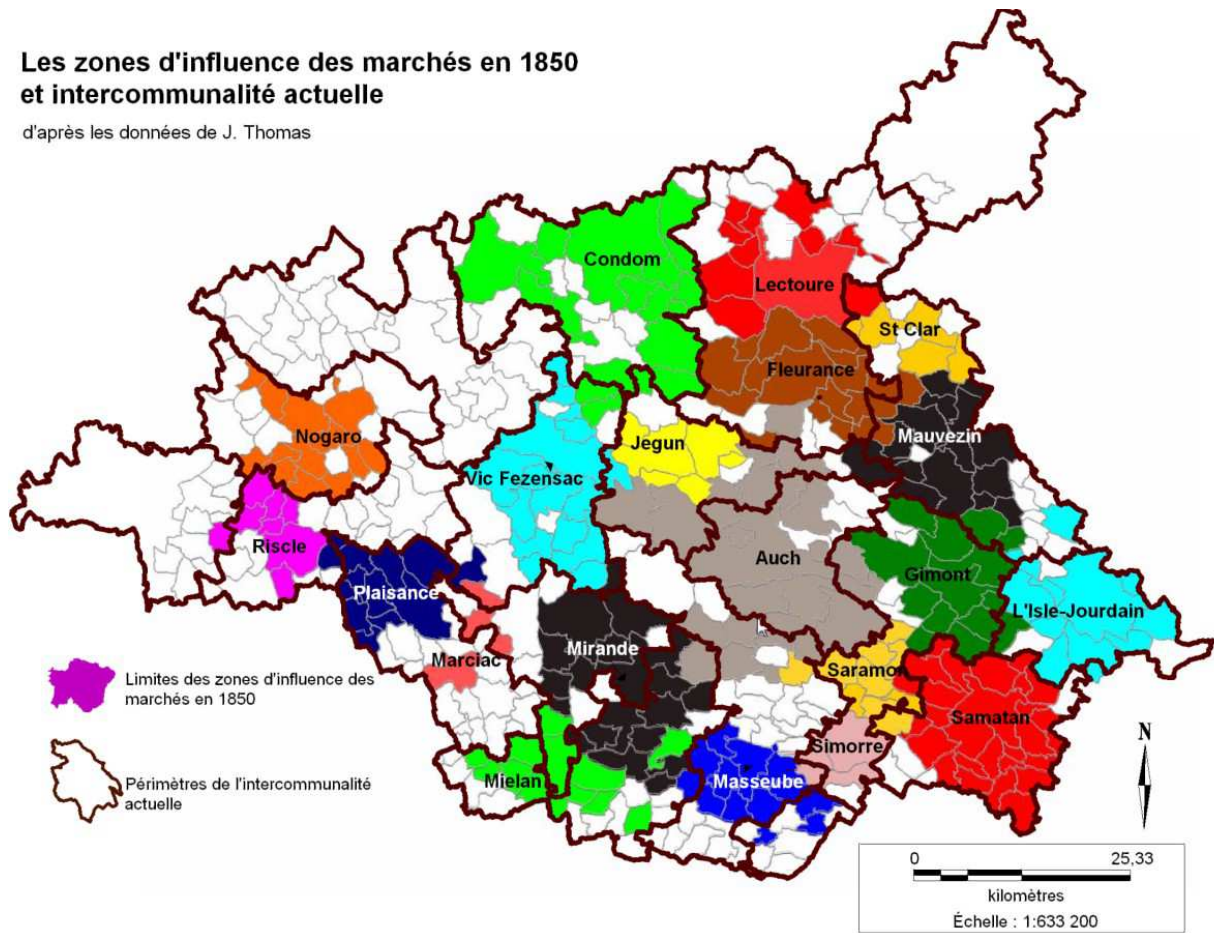 Les zones d'influence des marchés en 1850
et intercommunalité actuelle
d'après les données de J. Thomas
Condom
Lectoure
St Clar
Fleurance
Nogaro
Jegun
Mauvezin
Vic Fezensac
Riscle
Auch
Plaisance
Gimont
L'Isle-Jourdain
Mirande
Marciac
Saramon
Limites des zones d'influence des
marchés en 1850
Samatan
Simorre
Mielan
Masseube
Périmètres de l'intercommunalité
actuelle
N
0 25,33
kilomètres
Échelle : 1:633 200